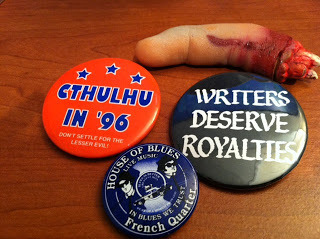 CTHULHU
IN '96
DON'T SETTLE FOR THE
LESSER EVIL!
WRITERS
DESERVE
ROYALTIES
HOUSE OF BLUES
LIVE MUSIC
IN BLUES WE TRUST
French Quarter